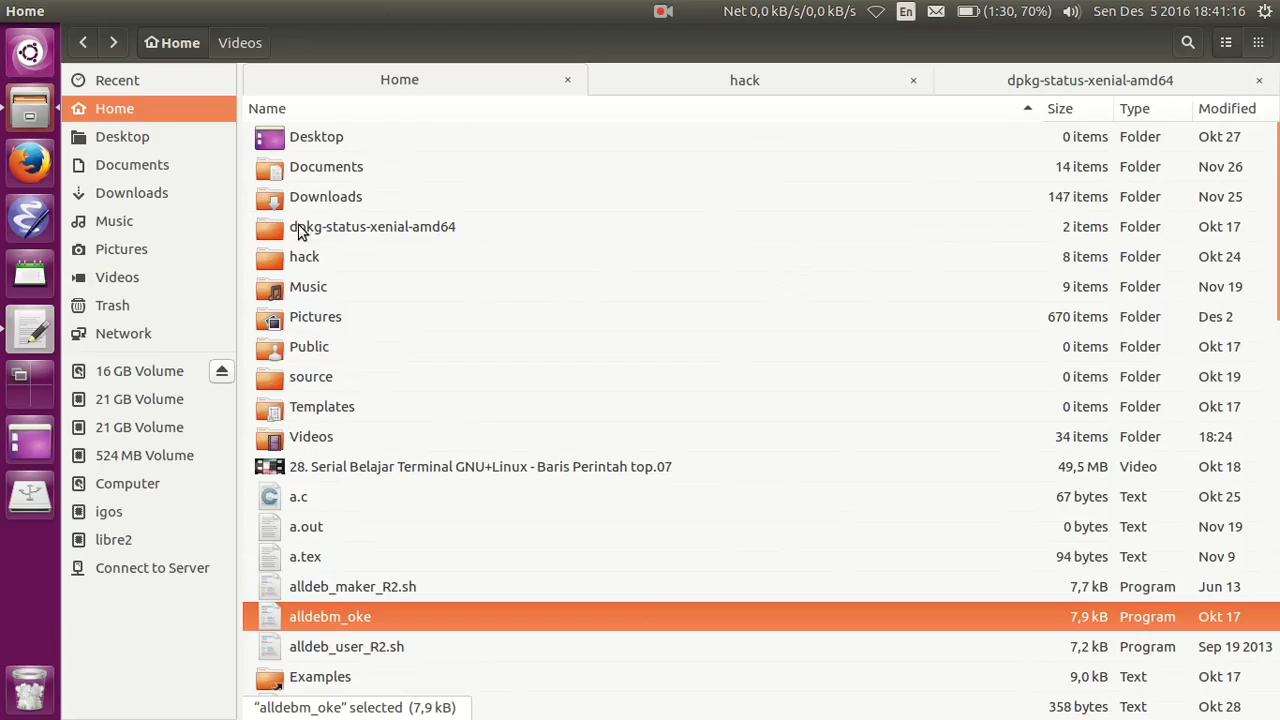 Home
Net 0,0 kB/s/0,0 kB/s
En
(1:30, 70%)
Sen Des 5 2016 18:41:16
Home
Videos
Recent
Home
Desktop
Documents
Downloads
Music
Pictures
Videos
Trash
Network
16 GB Volume
21 GB Volume
21 GB Volume
524 MB Volume
Computer
igos
libre2
Connect to Server
Home
hack
dpkg-status-xenial-amd64
Name Size Type Modified
Desktop 0 items Folder Okt 27
Documents 14 items Folder Nov 26
Downloads 147 items Folder Nov 25
dpkg-status-xenial-amd64 2 items Folder Okt 17
hack 8 items Folder Okt 24
Music 9 items Folder Nov 19
Pictures 670 items Folder Des 2
Public 0 items Folder Okt 17
source 0 items Folder Okt 19
Templates 0 items Folder Okt 17
Videos 34 items Folder 18:24
28. Serial Belajar Terminal GNU+Linux - Baris Perintah top.07 49,5 MB Video Okt 18
a.c 67 bytes Text Okt 25
a.out 0 bytes Text Nov 19
a.tex 94 bytes Text Nov 9
alldeb_maker_R2.sh 7,7 kB Program Jun 13
alldebm_oke 7,9 kB Program Okt 17
alldeb_user_R2.sh 7,2 kB Program Sep 19 2013
Examples 9,0 kB Program Okt 17
358 bytes Text Okt 28
“alldebm_oke” selected (7,9 kB)